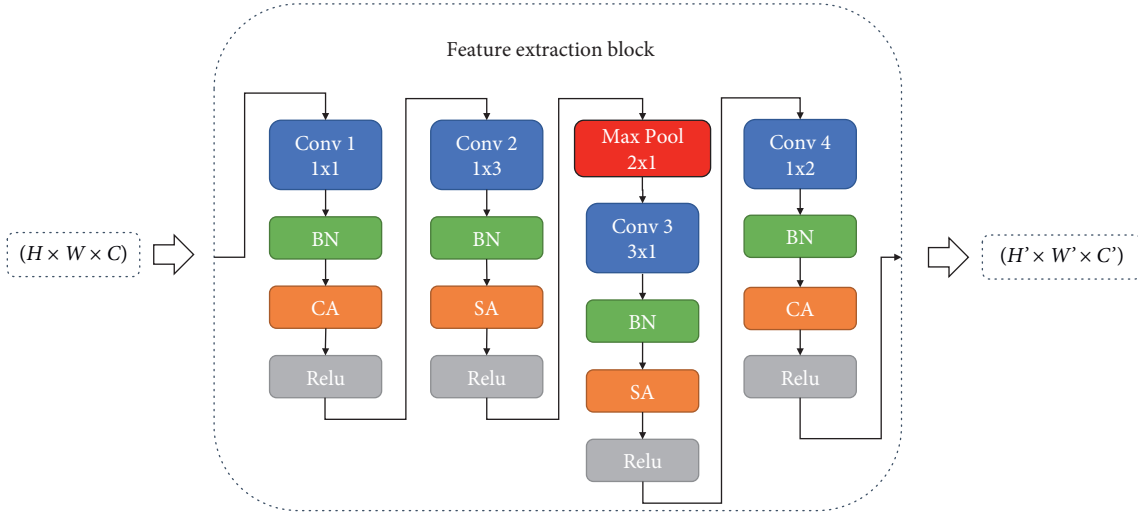 Feature extraction block
(H × W × C)
Conv 1
1x1
BN
CA
Relu
Conv 2
1x3
BN
SA
Relu
Max Pool
2x1
Conv 3
3x1
BN
SA
Relu
Conv 4
1x2
BN
CA
Relu
(H' × W' × C')